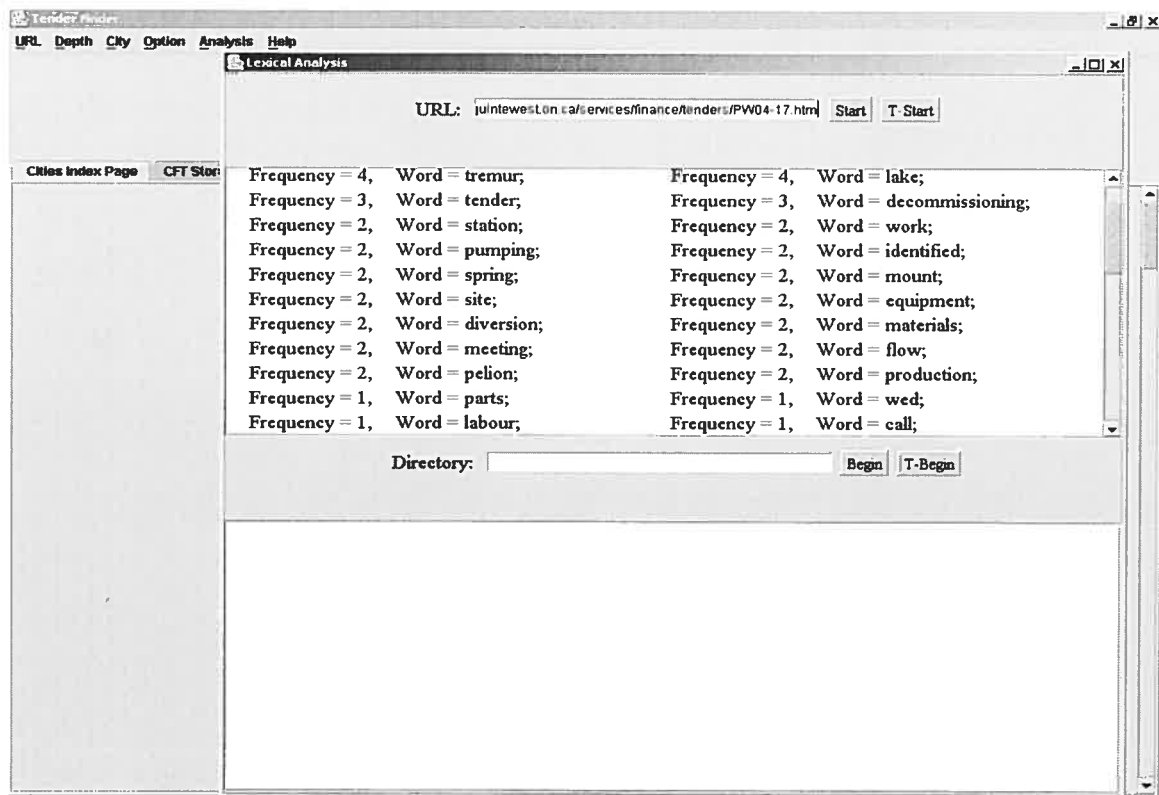 Tender Finder
URL Depth City Option Analysis Help
Lexical Analysis
URL: juintewest.on.ca/services/finance/tenders/PW04-17.htm Start T-Start
Cities Index Page CFT Stor
Frequency = 4, Word = tremur; Frequency = 4, Word = lake;
Frequency = 3, Word = tender; Frequency = 3, Word = decommissioning;
Frequency = 2, Word = station; Frequency = 2, Word = work;
Frequency = 2, Word = pumping; Frequency = 2, Word = identified;
Frequency = 2, Word = spring; Frequency = 2, Word = mount;
Frequency = 2, Word = site; Frequency = 2, Word = equipment;
Frequency = 2, Word = diversion; Frequency = 2, Word = materials;
Frequency = 2, Word = meeting; Frequency = 2, Word = flow;
Frequency = 2, Word = pelion; Frequency = 2, Word = production;
Frequency = 1, Word = parts; Frequency = 1, Word = wed;
Frequency = 1, Word = labour; Frequency = 1, Word = call;
Directory: Begin T-Begin